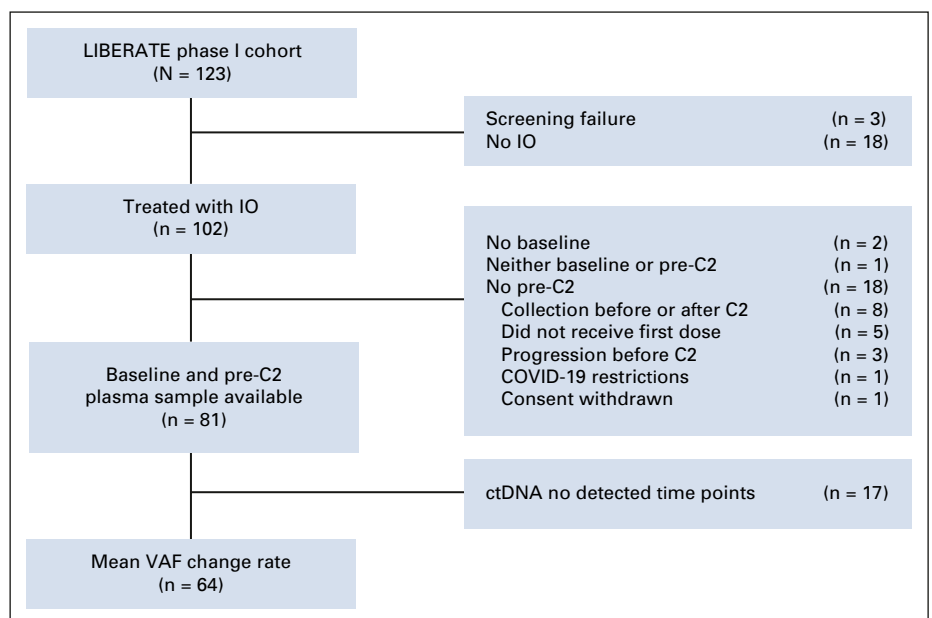 LIBERATE phase I cohort
(N = 123)
Screening failure (n = 3)
No IO (n = 18)
Treated with IO
(n = 102)
No baseline (n = 2)
Neither baseline or pre-C2 (n = 1)
No pre-C2 (n = 18)
Collection before or after C2 (n = 8)
Did not receive first dose (n = 5)
Progression before C2 (n = 3)
COVID-19 restrictions (n = 1)
Consent withdrawn (n = 1)
Baseline and pre-C2
plasma sample available
(n = 81)
ctDNA no detected time points (n = 17)
Mean VAF change rate
(n = 64)